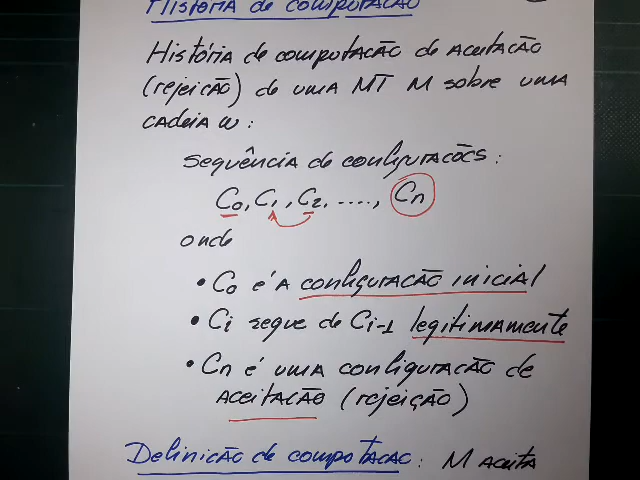 História de computação
História de computação de aceitação
(rejeição) de uma MT M sobre uma
cadeia w:
sequência de configurações:
C0, C1, C2, ...., Cn
onde
• C0 é a configuração inicial
• Ci segue de Ci-1 legitimamente
• Cn é uma configuração de
aceitação (rejeição)
Definição de computação: M aceita